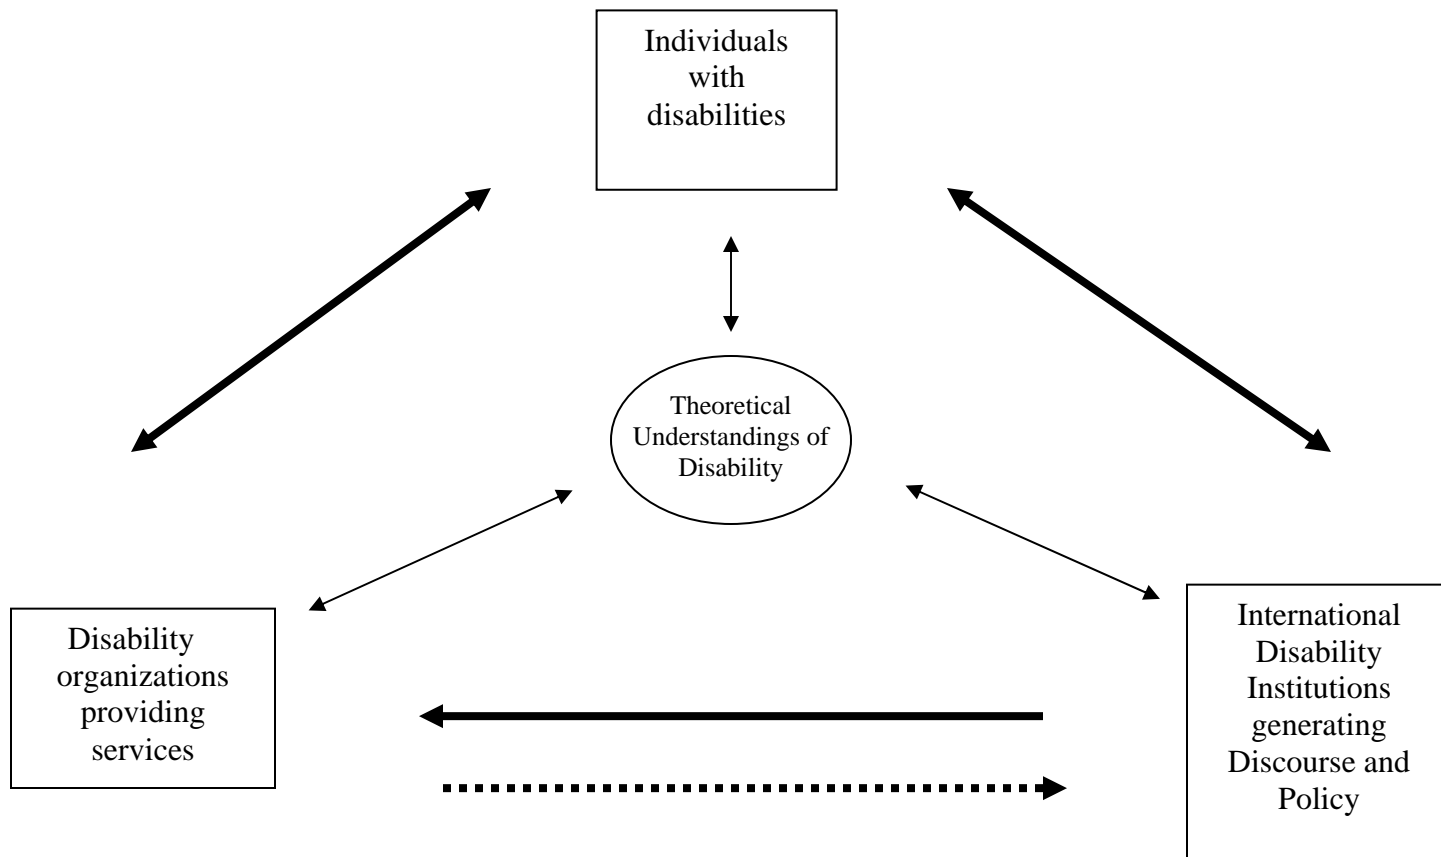 Individuals
with
disabilities
Theoretical
Understandings of
Disability
Disability
organizations
providing
services
International
Disability
Institutions
generating
Discourse and
Policy